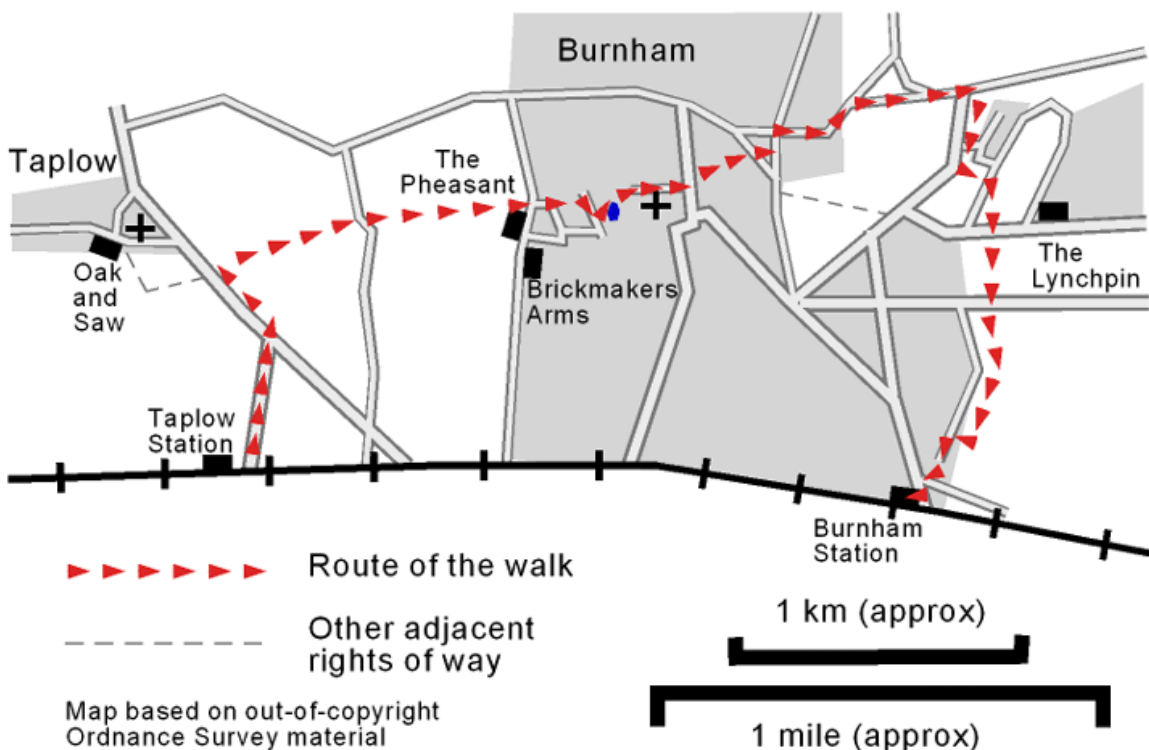 Burnham
Taplow
The
Pheasant
Oak
and
Saw
Brickmakers
Arms
The
Lynchpin
Taplow
Station
Burnham
Station
Route of the walk
Other adjacent
rights of way
Map based on out-of-copyright
Ordnance Survey material
1 km (approx)
1 mile (approx)